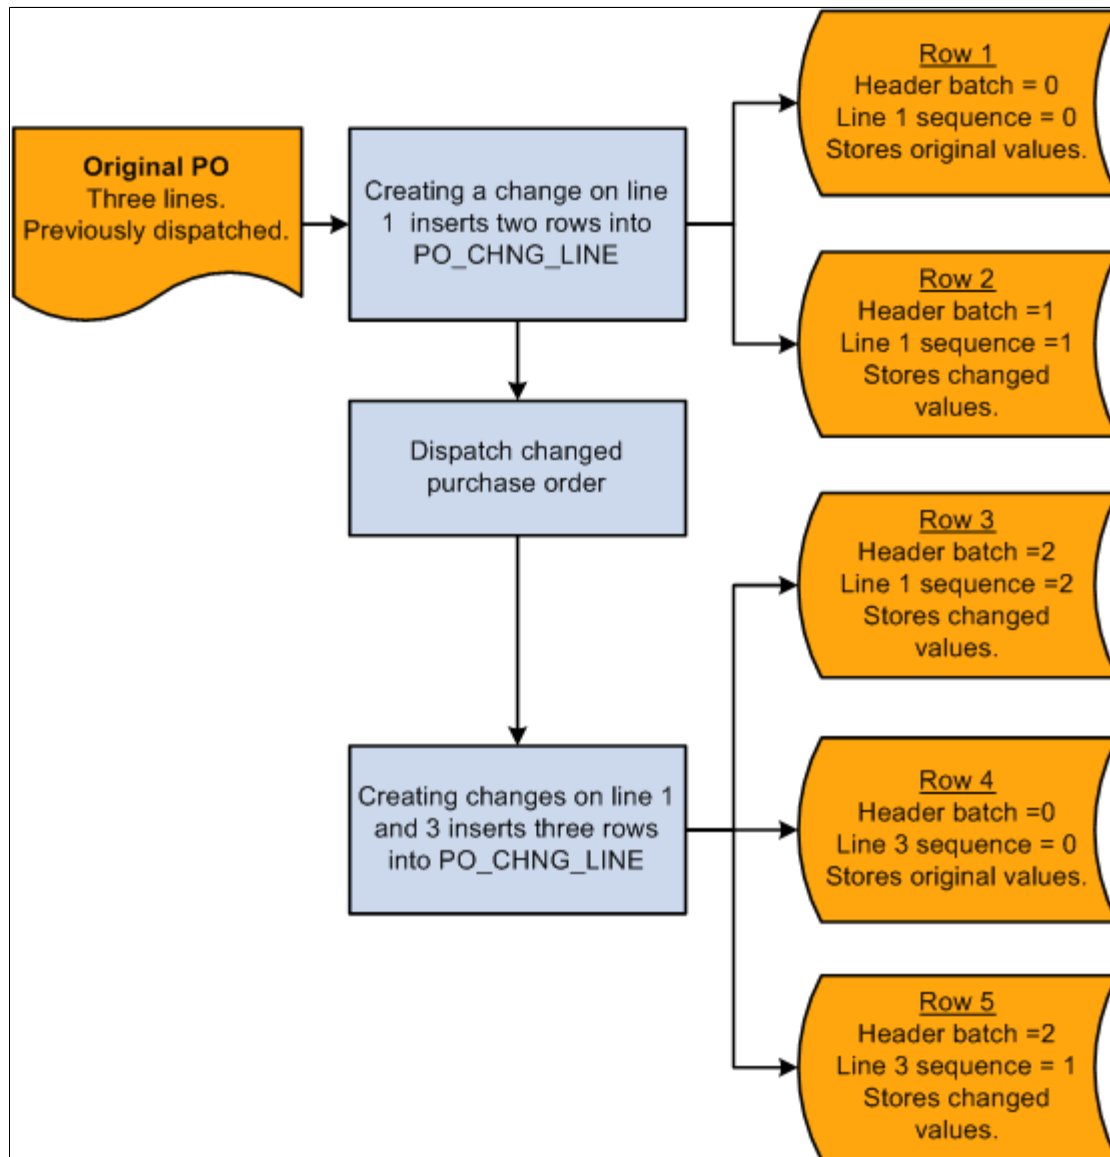 Original PO
Three lines.
Previously dispatched.
Creating a change on line
1 inserts two rows into
PO_CHNG_LINE
Row 1
Header batch = 0
Line 1 sequence = 0
Stores original values.
Row 2
Header batch =1
Line 1 sequence =1
Stores changed
values.
Dispatch changed
purchase order
Creating changes on line 1
and 3 inserts three rows
into PO_CHNG_LINE
Row 3
Header batch =2
Line 1 sequence =2
Stores changed
values.
Row 4
Header batch =0
Line 3 sequence = 0
Stores original values.
Row 5
Header batch =2
Line 3 sequence = 1
Stores changed
values.